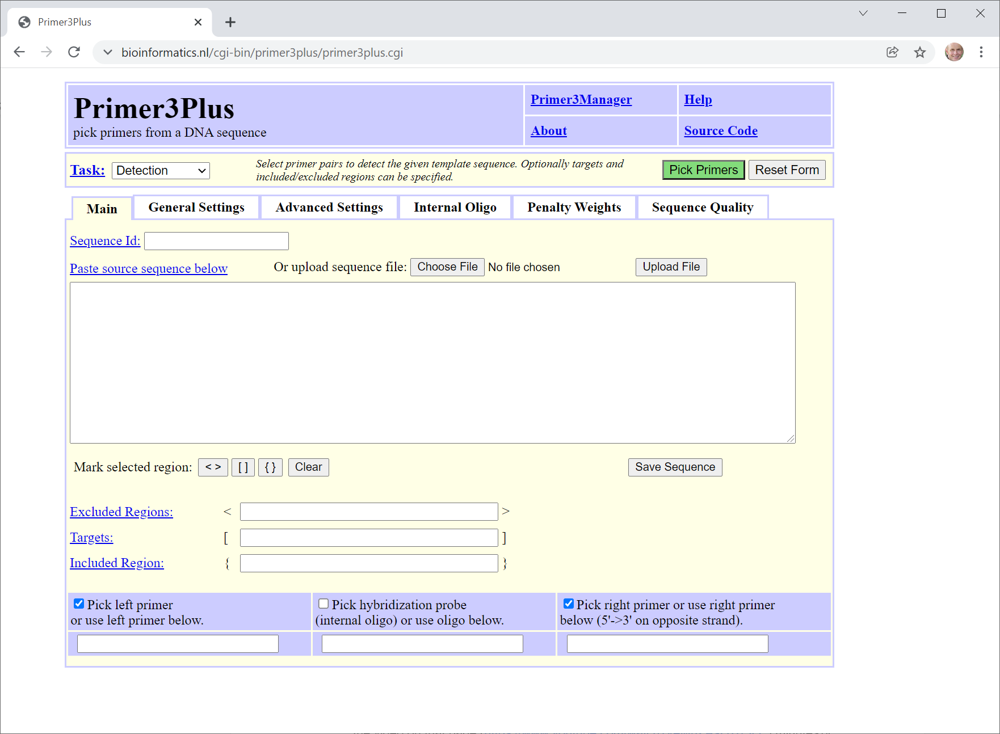 Primer3Plus
bioinformatics.nl/cgi-bin/primer3plus/primer3plus.cgi
Primer3Plus
pick primers from a DNA sequence
Primer3Manager
Help
About
Source Code
Task:
Detection
Select primer pairs to detect the given template sequence. Optionally targets and
included/excluded regions can be specified.
Pick Primers
Reset Form
Main
General Settings
Advanced Settings
Internal Oligo
Penalty Weights
Sequence Quality
Sequence Id:
Paste source sequence below
Or upload sequence file:
Choose File
No file chosen
Upload File
Mark selected region:
< >
[ ]
{ }
Clear
Save Sequence
Excluded Regions:
<
>
Targets:
[
]
Included Region:
{
}
Pick left primer
or use left primer below.
Pick hybridization probe
(internal oligo) or use oligo below.
Pick right primer or use right primer
below (5'->3' on opposite strand).